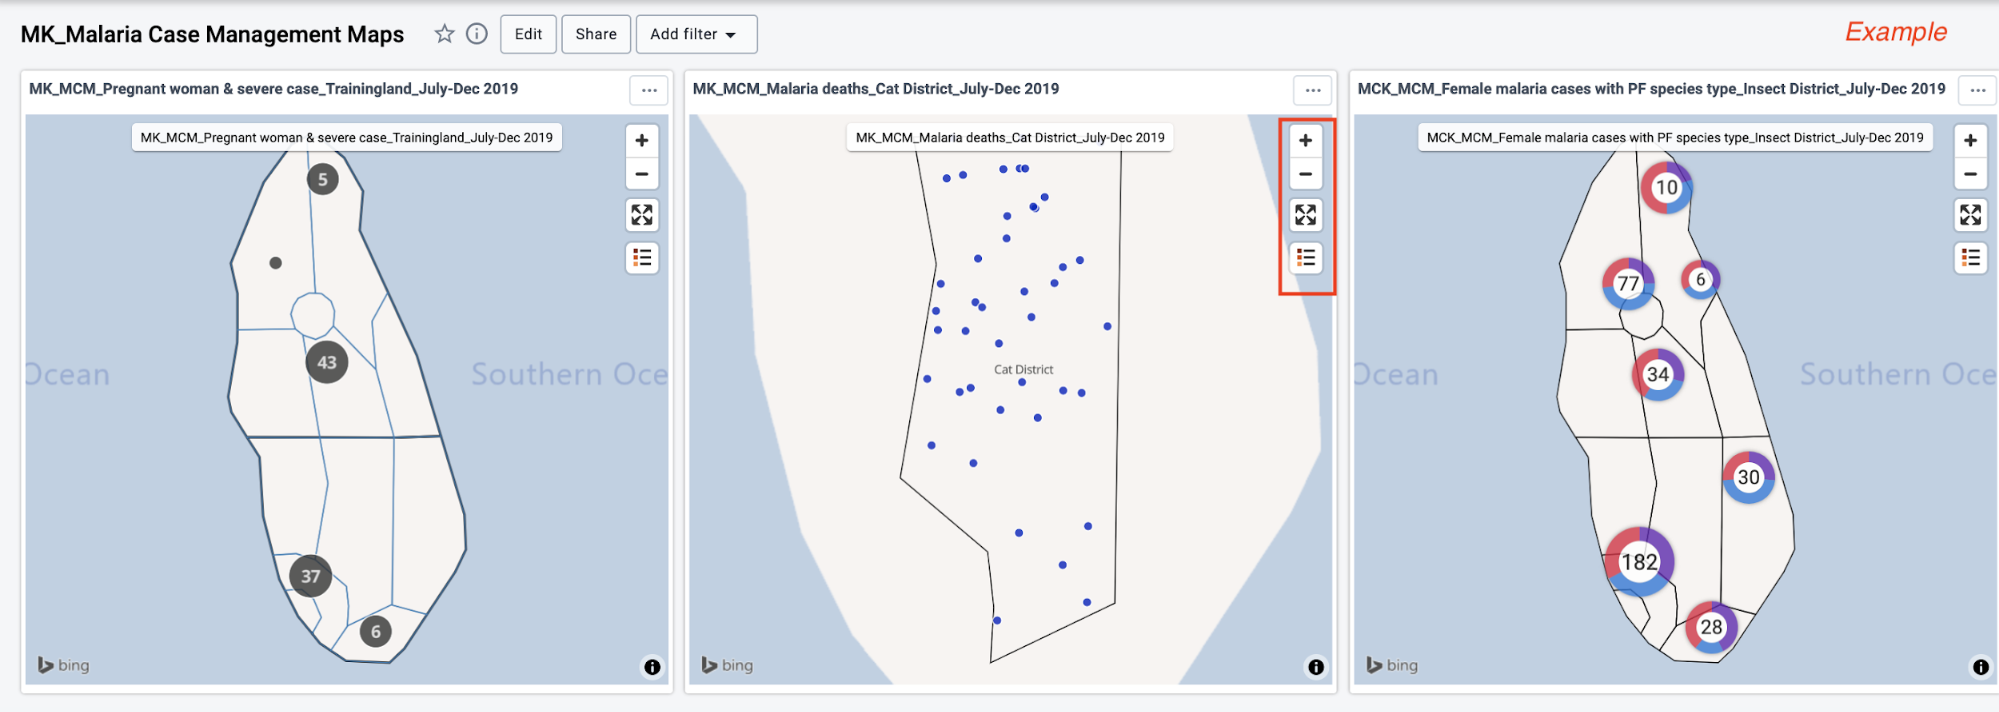 MK_Malaria Case Management Maps
Edit
Share
Add filter
Example
MK_MCM_Pregnant woman & severe case_Trainingland_July-Dec 2019
MK_MCM_Pregnant woman & severe case_Trainingland_July-Dec 2019
5
43
Ocean
Southern Oce
37
6
bing
MK_MCM_Malaria deaths_Cat District_July-Dec 2019
MK_MCM_Malaria deaths_Cat District_July-Dec 2019
Cat District
bing
MCK_MCM_Female malaria cases with PF species type_Insect District_July-Dec 2019
MCK_MCM_Female malaria cases with PF species type_Insect District_July-Dec 2019
10
77
6
34
Ocean
Southern Oce
30
182
28
bing